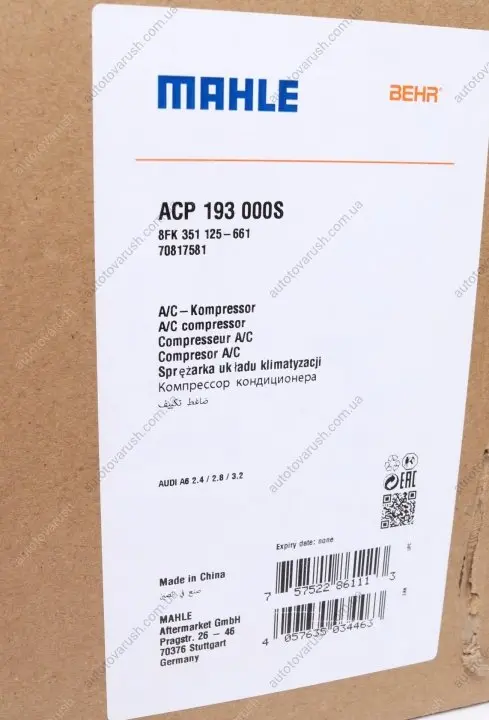 MAHLE
BEHR®
ACP 193 000S
8FK 351 125-661
70817581
A/C-Kompressor
A/C compressor
Compresseur A/C
Compresor A/C
Sprężarka układu klimatyzacji
Компрессор кондиционера
ضاغط تكييف
AUDI A6 2.4 / 2.8 / 3.2
EAC
Expiry date: none
7 57522 86111 3
Made in China
صنع في الصين
4 057635 034463
MAHLE
Aftermarket GmbH
Pragstr. 26 - 46
70376 Stuttgart
Germany
autotovarush.com.ua